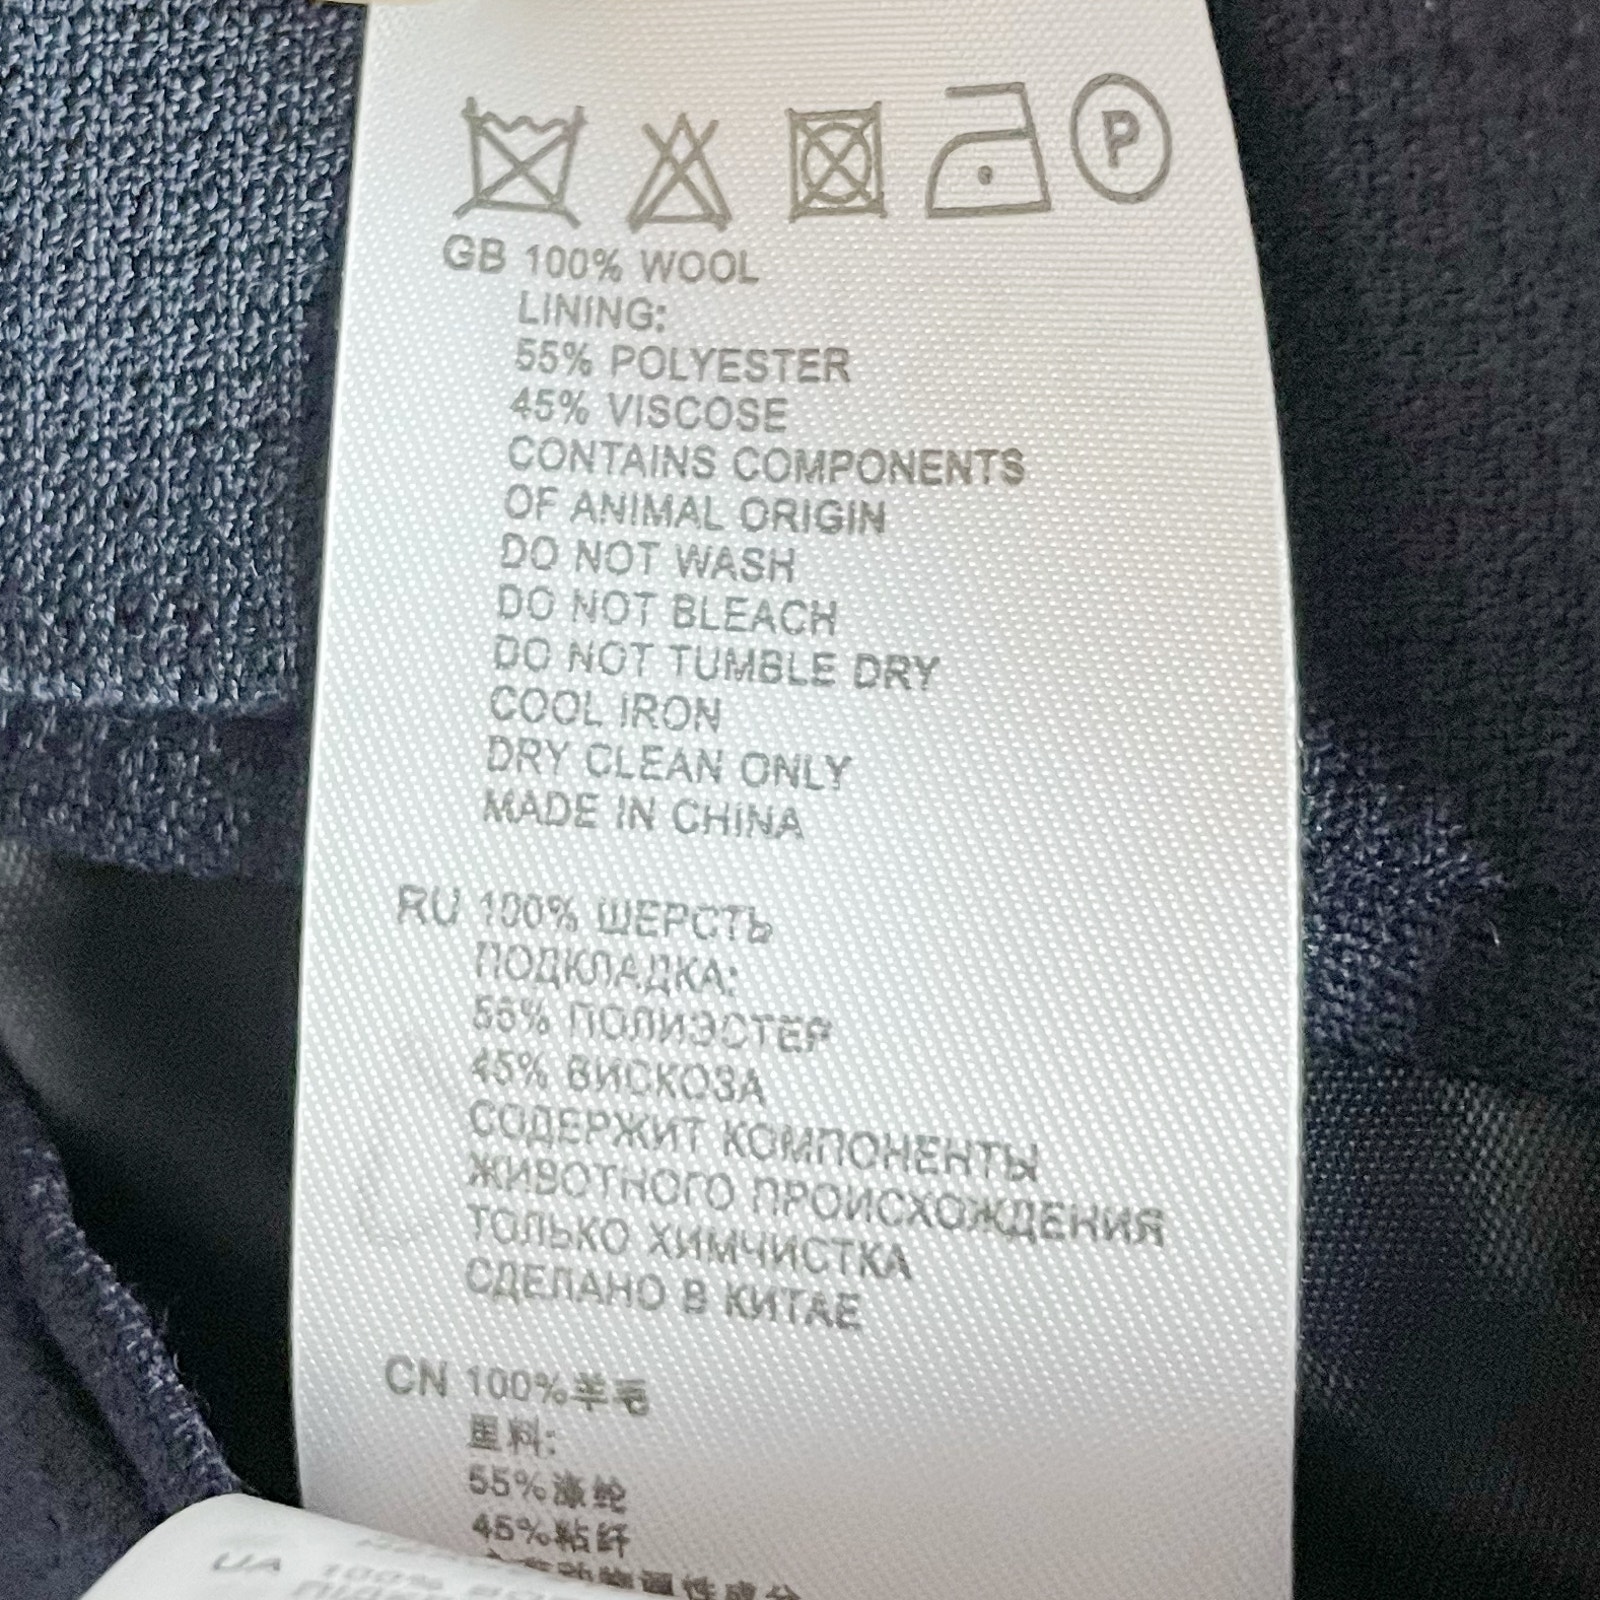 P
GB 100% WOOL
LINING:
55% POLYESTER
45% VISCOSE
CONTAINS COMPONENTS
OF ANIMAL ORIGIN
DO NOT WASH
DO NOT BLEACH
DO NOT TUMBLE DRY
COOL IRON
DRY CLEAN ONLY
MADE IN CHINA
RU 100% ШЕРСТЬ
ПОДКЛАДКА:
55% ПОЛИЭСТЕР
45% ВИСКОЗА
СОДЕРЖИТ КОМПОНЕНТЫ
ЖИВОТНОГО ПРОИСХОЖДЕНИЯ
ТОЛЬКО ХИМЧИСТКА
СДЕЛАНО В КИТАЕ
CN 100%羊毛
里料:
55%涤纶
45%粘纤
UA 100%